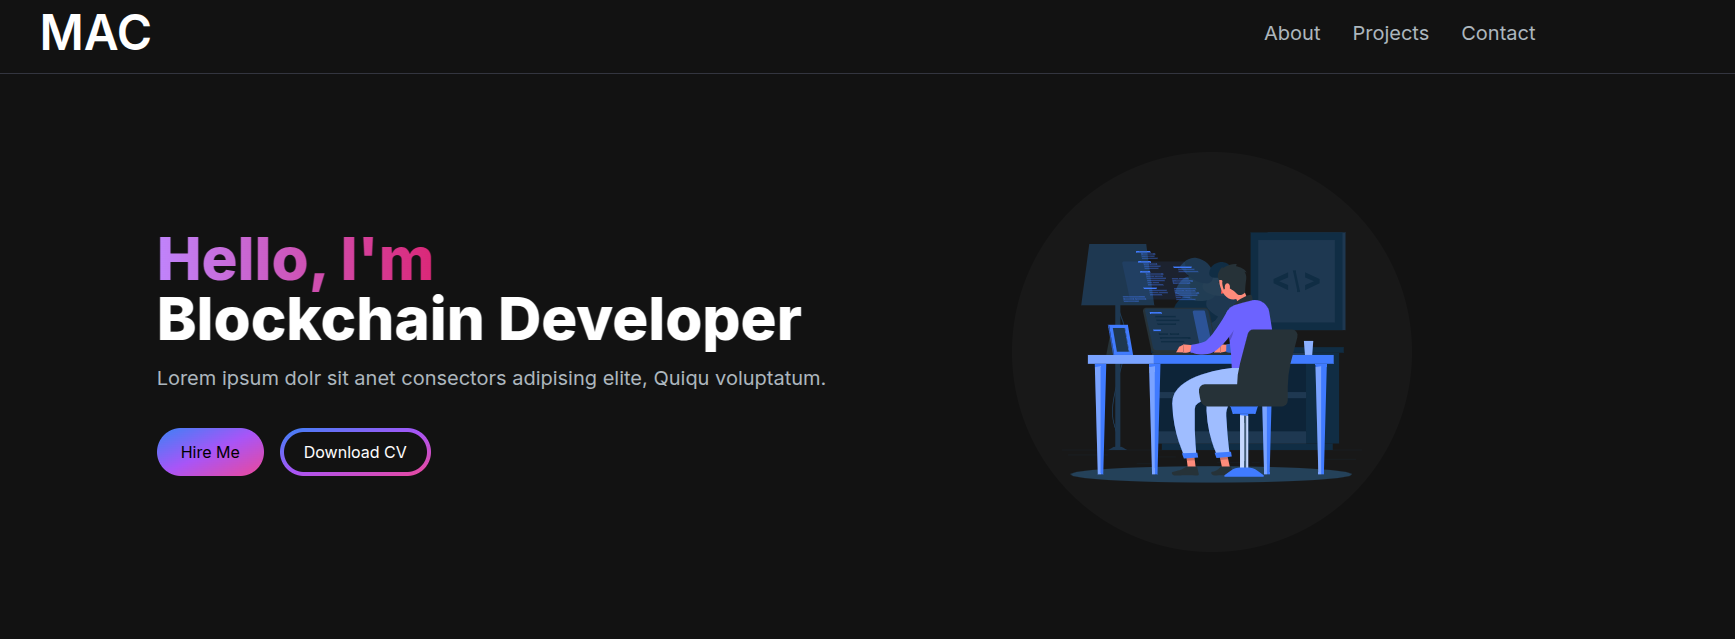 MAC
About Projects Contact
Hello, I'm
Blockchain Developer
Lorem ipsum dolr sit anet consectors adipising elite, Quiqu voluptatum.
Hire Me Download CV
</>